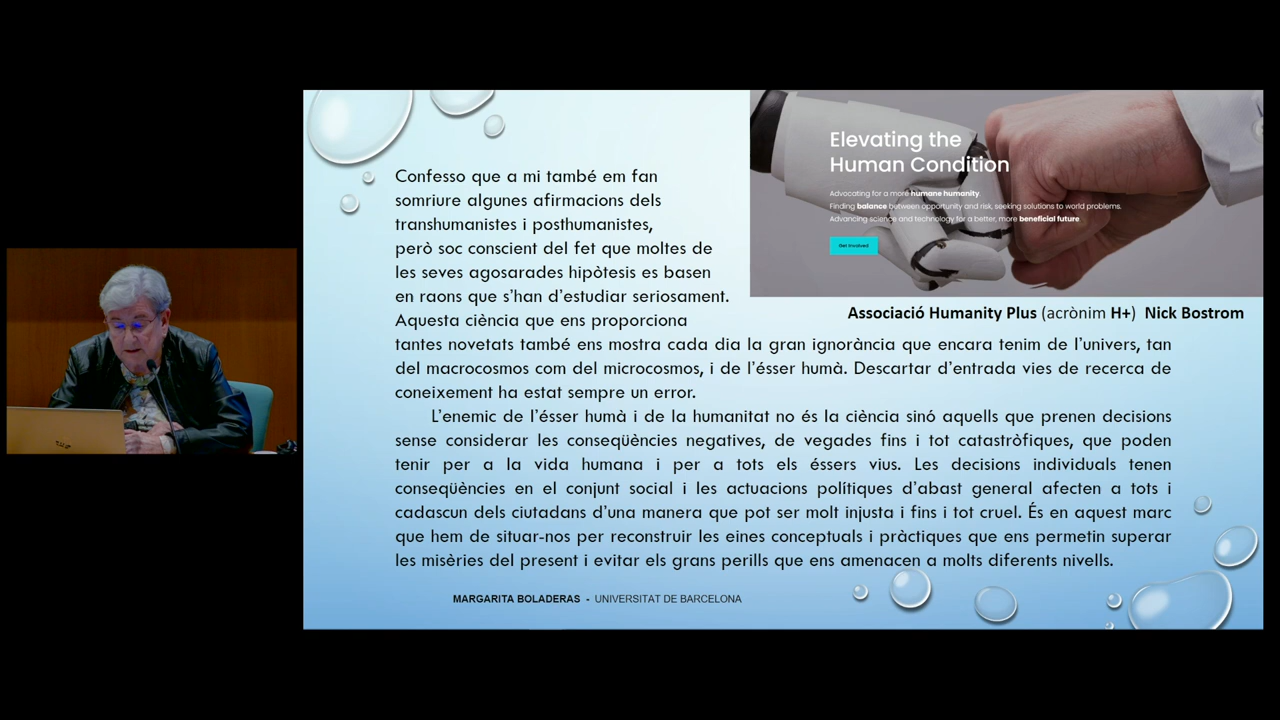 Elevating the
Human Condition
Advocating for a more humane humanity.
Finding balance between opportunity and risk, seeking solutions to world problems.
Advancing science and technology for a better, more beneficial future
Get Involved
Associació Humanity Plus (acrònim H+) Nick Bostrom
Confesso que a mi també em fan
somriure algunes afirmacions dels
transhumanistes i posthumanistes,
però soc conscient del fet que moltes de
les seves agosarades hipòtesis es basen
en raons que s'han d'estudiar seriosament.
Aquesta ciència que ens proporciona
tantes novetats també ens mostra cada dia la gran ignorància que encara tenim de l'univers, tan
del macrocosmos com del microcosmos, i de l'ésser humà. Descartar d'entrada vies de recerca de
coneixement ha estat sempre un error.
L'enemic de l'ésser humà i de la humanitat no és la ciència sinó aquells que prenen decisions
sense considerar les conseqüències negatives, de vegades fins i tot catastròfiques, que poden
tenir per a la vida humana i per a tots els éssers vius. Les decisions individuals tenen
conseqüències en el conjunt social i les actuacions polítiques d'abast general afecten a tots i
cadascun dels ciutadans d'una manera que pot ser molt injusta i fins i tot cruel. És en aquest marc
que hem de situar-nos per reconstruir les eines conceptuals i pràctiques que ens permetin superar
les misèries del present i evitar els grans perills que ens amenacen a molts diferents nivells.
MARGARITA BOLADERAS - UNIVERSITAT DE BARCELONA